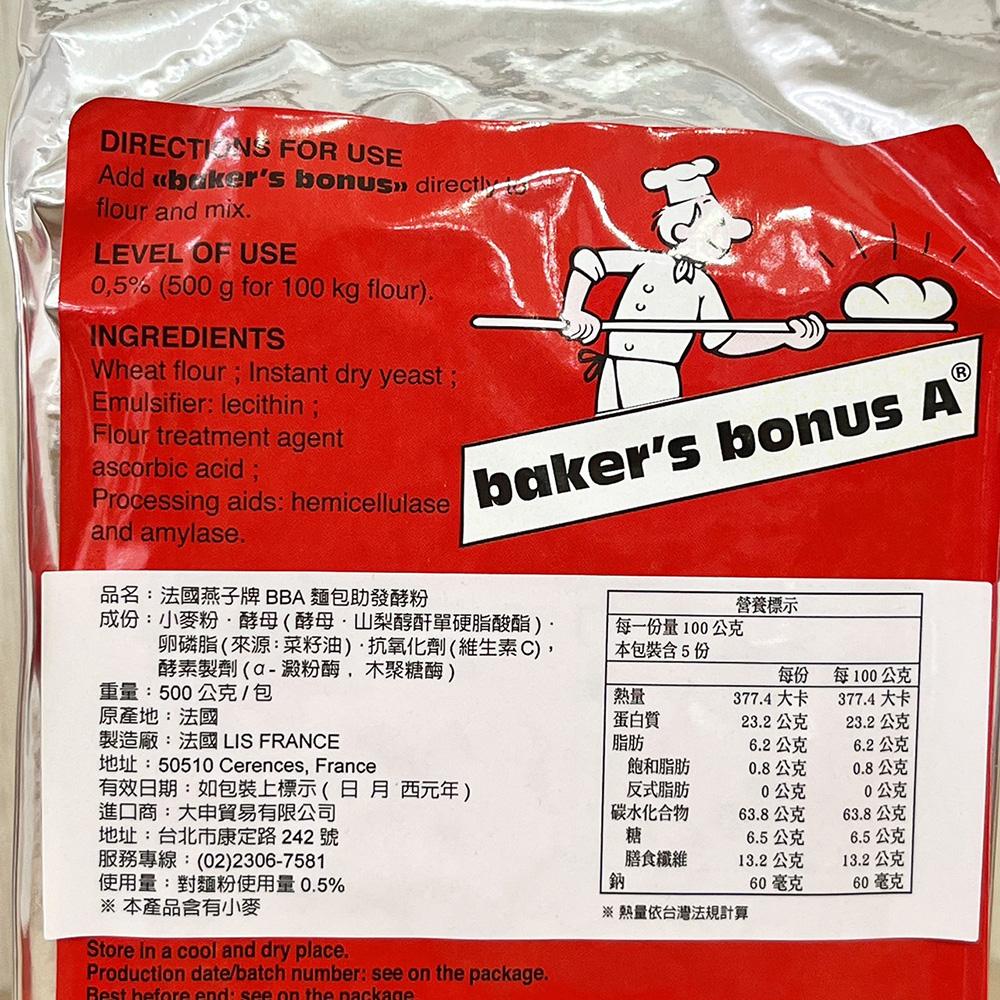 DIRECTIONS FOR USE
Add «baker's bonus» directly to
flour and mix.
LEVEL OF USE
0,5% (500 g for 100 kg flour).
INGREDIENTS
Wheat flour ; Instant dry yeast ;
Emulsifier: lecithin ;
Flour treatment agent
ascorbic acid ;
Processing aids: hemicellulase
and amylase.
baker's bonus A®
品名：法國燕子牌 BBA 麵包助發酵粉
成份：小麥粉．酵母 (酵母．山梨醇酐單硬脂酸酯)．
卵磷脂 (來源：菜籽油)．抗氧化劑 (維生素 C)，
酵素製劑 (α- 澱粉酶， 木聚糖酶)
重量：500 公克 / 包
原產地：法國
製造廠：法國 LIS FRANCE
地址：50510 Cerences, France
有效日期：如包裝上標示 ( 日 月 西元年 )
進口商：大申貿易有限公司
地址：台北市康定路 242 號
服務專線：(02)2306-7581
使用量：對麵粉使用量 0.5%
※ 本產品含有小麥
營養標示
每一份量 100 公克
本包裝含 5 份
每份 每 100 公克
熱量 377.4 大卡 377.4 大卡
蛋白質 23.2 公克 23.2 公克
脂肪 6.2 公克 6.2 公克
飽和脂肪 0.8 公克 0.8 公克
反式脂肪 0 公克 0 公克
碳水化合物 63.8 公克 63.8 公克
糖 6.5 公克 6.5 公克
膳食纖維 13.2 公克 13.2 公克
鈉 60 毫克 60 毫克
※ 熱量依台灣法規計算
Store in a cool and dry place.
Production date/batch number: see on the package.
Best before end: see on the package